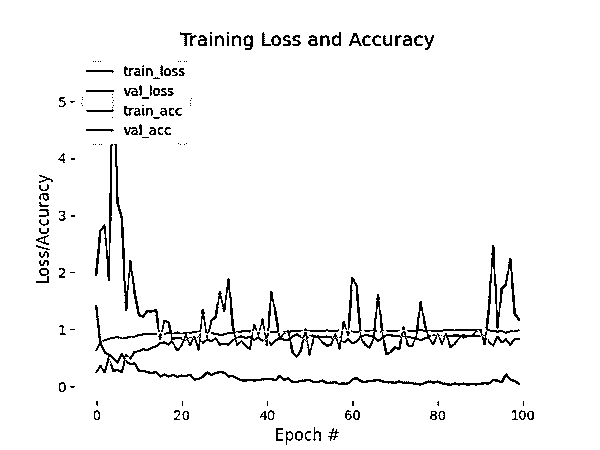 Training Loss and Accuracy
train_loss
val_loss
train_acc
val_acc
5
4
3
2
1
0
Loss/Accuracy
0 20 40 60 80 100
Epoch #